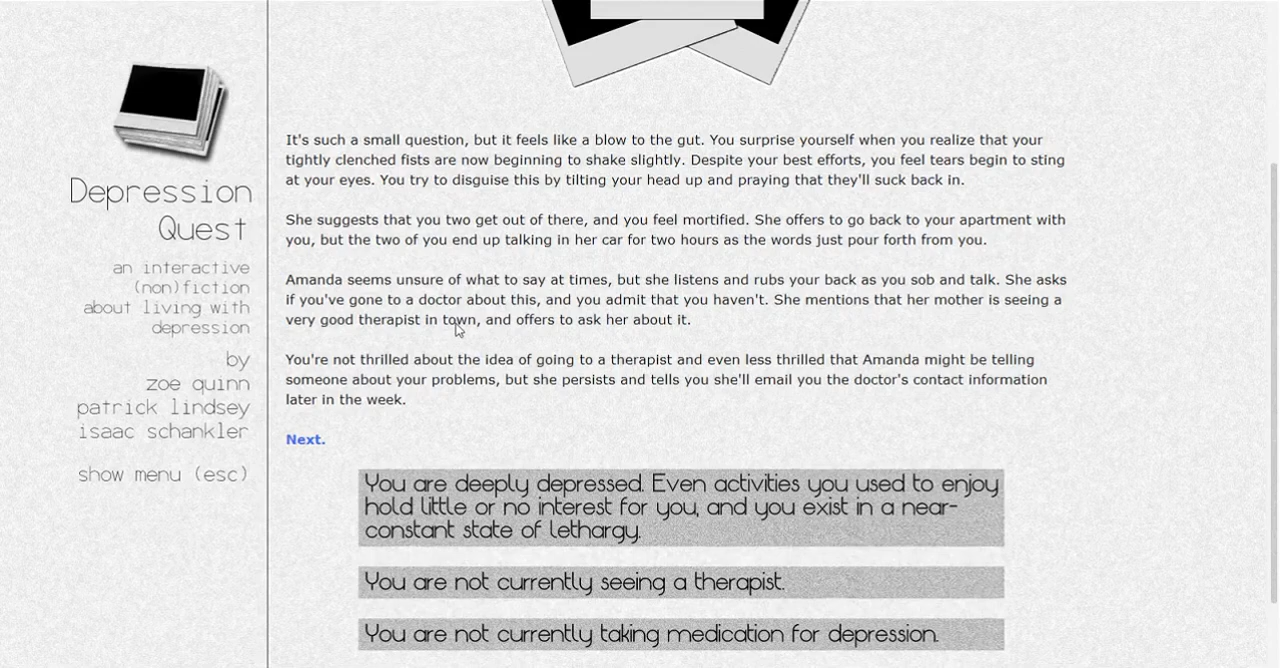 Depression
Quest
an interactive
(non)fiction
about living with
depression
by
zoe quinn
patrick lindsey
isaac schankler
show menu (esc)
It's such a small question, but it feels like a blow to the gut. You surprise yourself when you realize that your
tightly clenched fists are now beginning to shake slightly. Despite your best efforts, you feel tears begin to sting
at your eyes. You try to disguise this by tilting your head up and praying that they'll suck back in.
She suggests that you two get out of there, and you feel mortified. She offers to go back to your apartment with
you, but the two of you end up talking in her car for two hours as the words just pour forth from you.
Amanda seems unsure of what to say at times, but she listens and rubs your back as you sob and talk. She asks
if you've gone to a doctor about this, and you admit that you haven't. She mentions that her mother is seeing a
very good therapist in town, and offers to ask her about it.
You're not thrilled about the idea of going to a therapist and even less thrilled that Amanda might be telling
someone about your problems, but she persists and tells you she'll email you the doctor's contact information
later in the week.
Next.
You are deeply depressed. Even activities you used to enjoy
hold little or no interest for you, and you exist in a near-
constant state of lethargy.
You are not currently seeing a therapist.
You are not currently taking medication for depression.